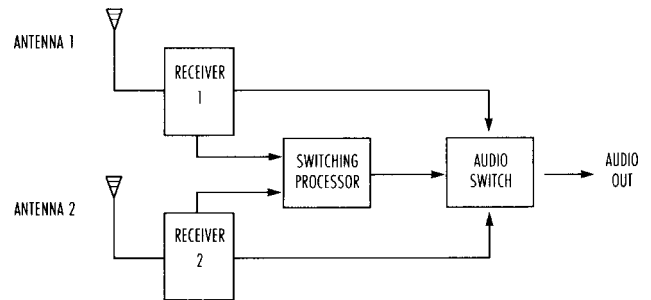 ANTENNA 1
RECEIVER
1
SWITCHING
PROCESSOR
AUDIO
SWITCH
AUDIO
OUT
ANTENNA 2
RECEIVER
2